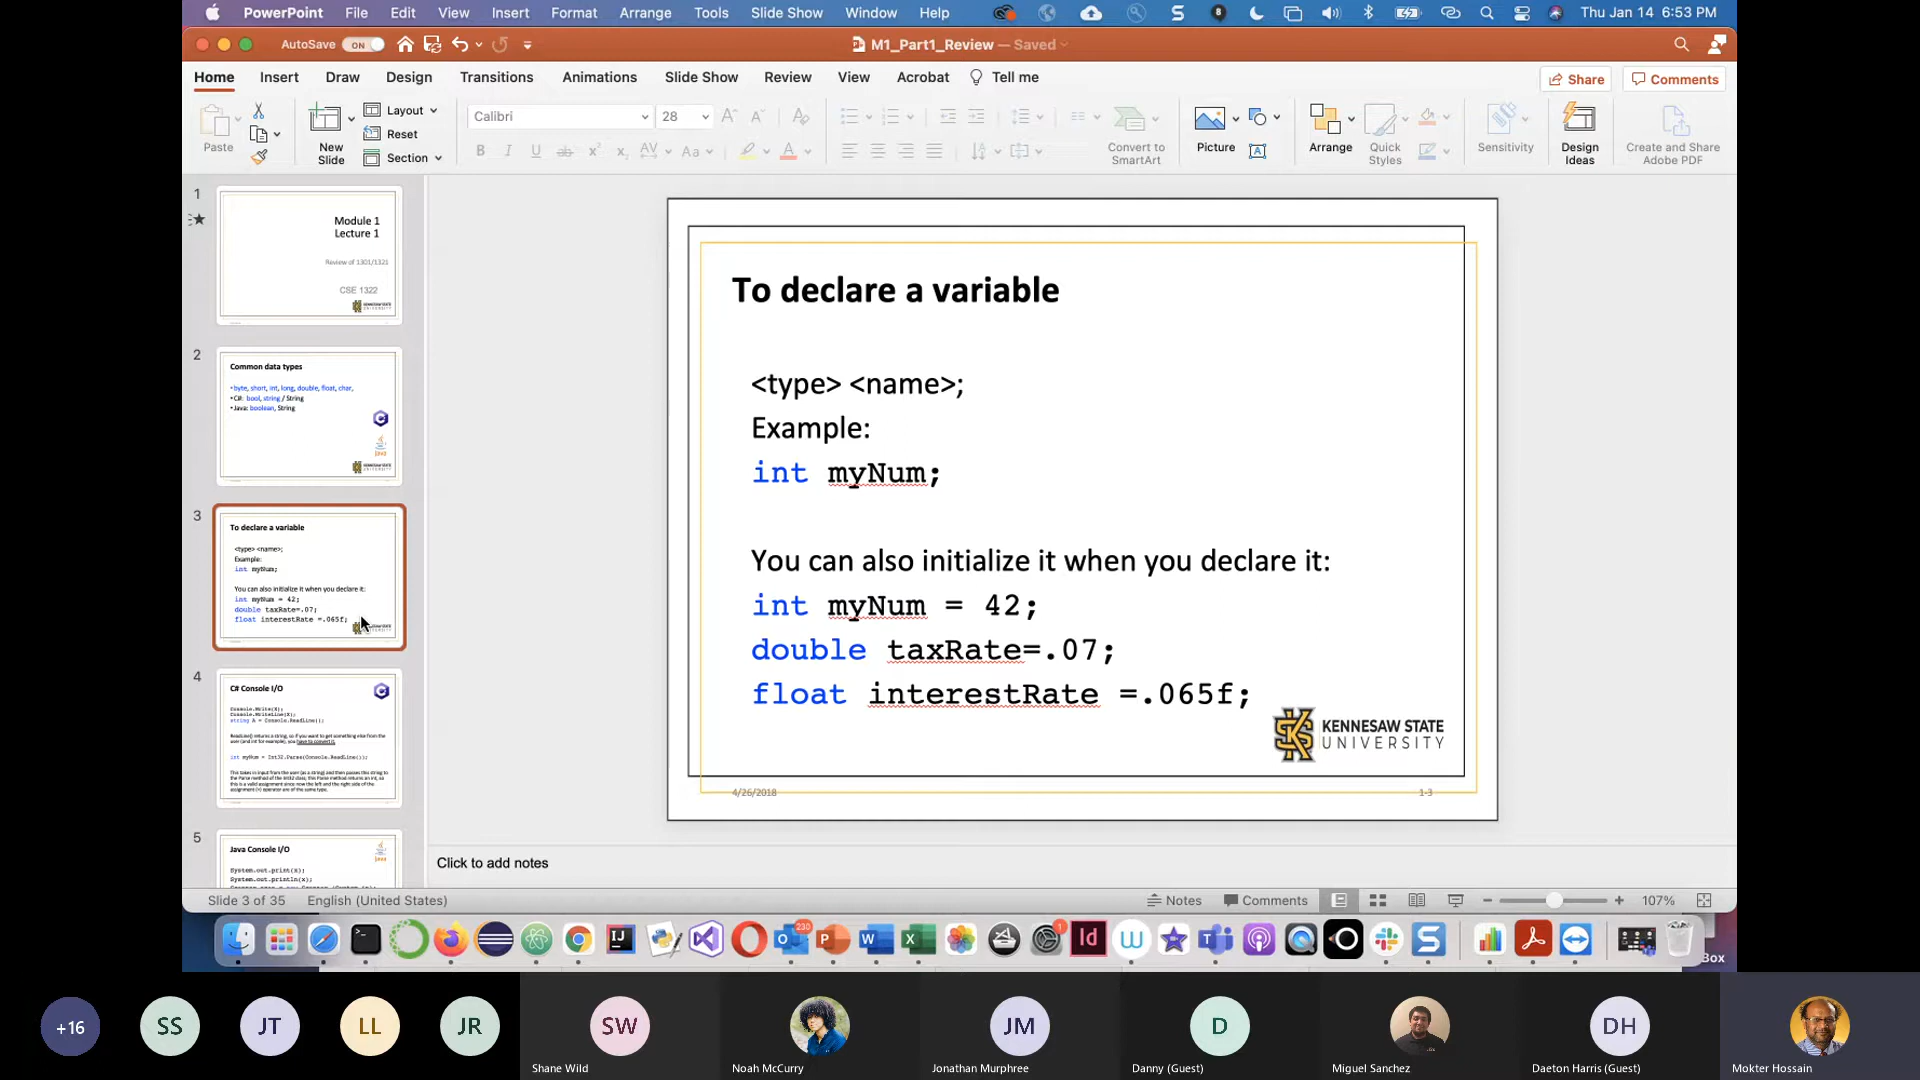 PowerPoint File Edit View Insert Format Arrange Tools Slide Show Window Help Thu Jan 14 6:53 PM
AutoSave ON M1_Part1_Review — Saved
Home Insert Draw Design Transitions Animations Slide Show Review View Acrobat Tell me Share Comments
Paste
New Slide
Layout
Reset
Section
Calibri 28
Convert to SmartArt
Picture
Arrange
Quick Styles
Sensitivity
Design Ideas
Create and Share Adobe PDF
1
Module 1
Lecture 1
Review of 1301/1321
CSE 1322
KENNESAW STATE
UNIVERSITY
2
Common data types
•byte, short, int, long, double, float, char,
•C#: bool, string / String
•Java: boolean, String
3
To declare a variable
<type> <name>;
Example:
int myNum;
You can also initialize it when you declare it:
int myNum = 42;
double taxRate=.07;
float interestRate =.065f;
4
C# Console I/O
Console.Write(X);
Console.WriteLine(X);
string A = Console.ReadLine();
ReadLine() returns a string, so if you want to get something else from the
user (and int for example), you have to convert it.
int myNum = Int32.Parse(Console.ReadLine());
This takes in input from the user (as a string) and then passes this string to
the Parse method of the Int32 class; this Parse method returns an int, so
this is a valid assignment since now the left and the right side of the
assignment (=) operator are of the same type.
5
Java Console I/O
System.out.print(X);
System.out.println(X);
To declare a variable
<type> <name>;
Example:
int myNum;
You can also initialize it when you declare it:
int myNum = 42;
double taxRate=.07;
float interestRate =.065f;
KENNESAW STATE
UNIVERSITY
4/26/2018 1-3
Click to add notes
Slide 3 of 35 English (United States) Notes Comments 107%
230
1
Box
+16 SS JT LL JR SW JM D DH
Shane Wild Noah McCurry Jonathan Murphree Danny (Guest) Miguel Sanchez Daeton Harris (Guest) Mokter Hossain